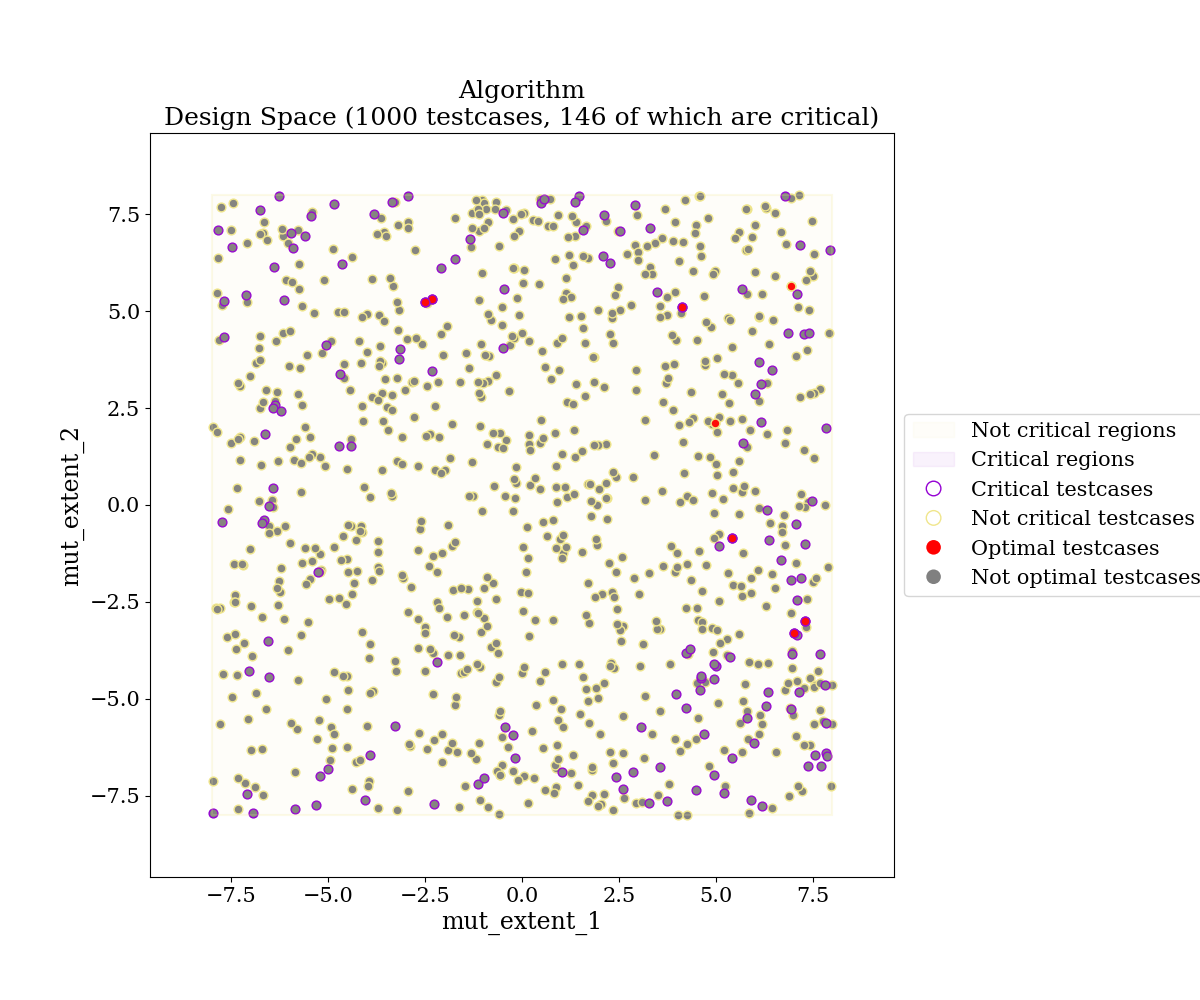 Algorithm
Design Space (1000 testcases, 146 of which are critical)
7.5
5.0
2.5
0.0
−2.5
−5.0
−7.5
mut_extent_2
−7.5
−5.0
−2.5
0.0
2.5
5.0
7.5
mut_extent_1
Not critical regions
Critical regions
Critical testcases
Not critical testcases
Optimal testcases
Not optimal testcases